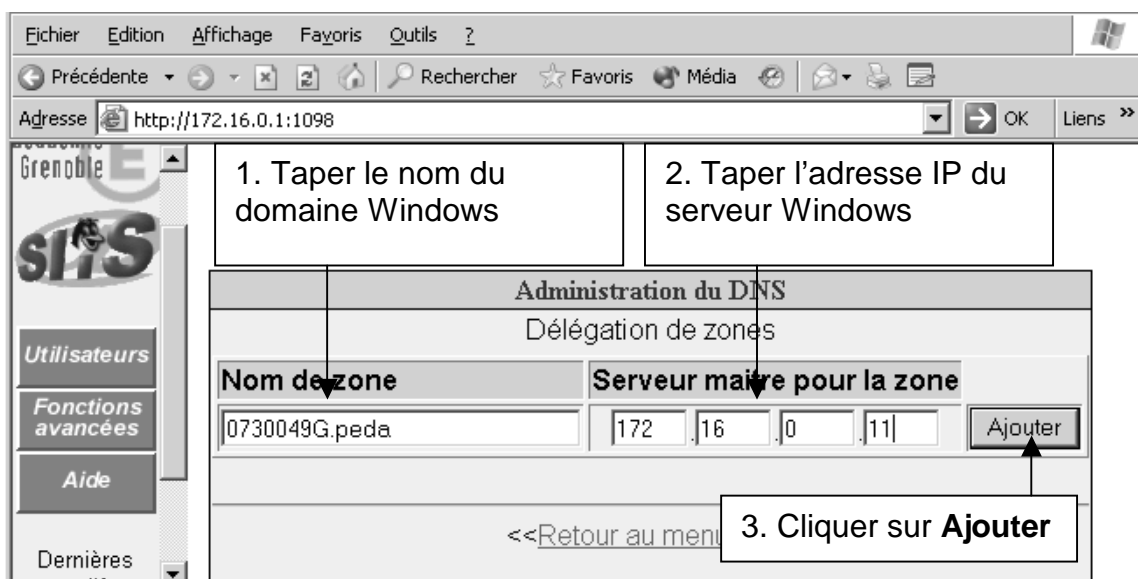 Fichier Edition Affichage Favoris Outils ?
Précédente Rechercher Favoris Média
Adresse http://172.16.0.1:1098 OK Liens »
Grenoble
SIIS
1. Taper le nom du
domaine Windows
2. Taper l’adresse IP du
serveur Windows
Administration du DNS
Délégation de zones
Nom de zone Serveur maitre pour la zone
0730049G.peda 172 .16 .0 .11 Ajouter
Utilisateurs
Fonctions
avancées
Aide
Dernières
<<Retour au menu
3. Cliquer sur Ajouter